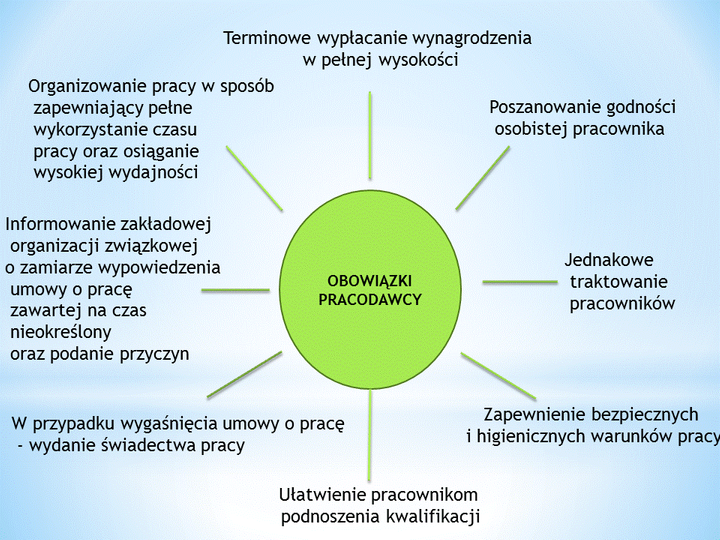 Terminowe wypłacanie wynagrodzenia
w pełnej wysokości
Organizowanie pracy w sposób
zapewniający pełne
wykorzystanie czasu
pracy oraz osiąganie
wysokiej wydajności
Poszanowanie godności
osobistej pracownika
Informowanie zakładowej
organizacji związkowej
o zamiarze wypowiedzenia
umowy o pracę
zawartej na czas
nieokreślony
oraz podanie przyczyn
OBOWIĄZKI
PRACODAWCY
Jednakowe
traktowanie
pracowników
W przypadku wygaśnięcia umowy o pracę
- wydanie świadectwa pracy
Zapewnienie bezpiecznych
i higienicznych warunków pracy
Ułatwienie pracownikom
podnoszenia kwalifikacji